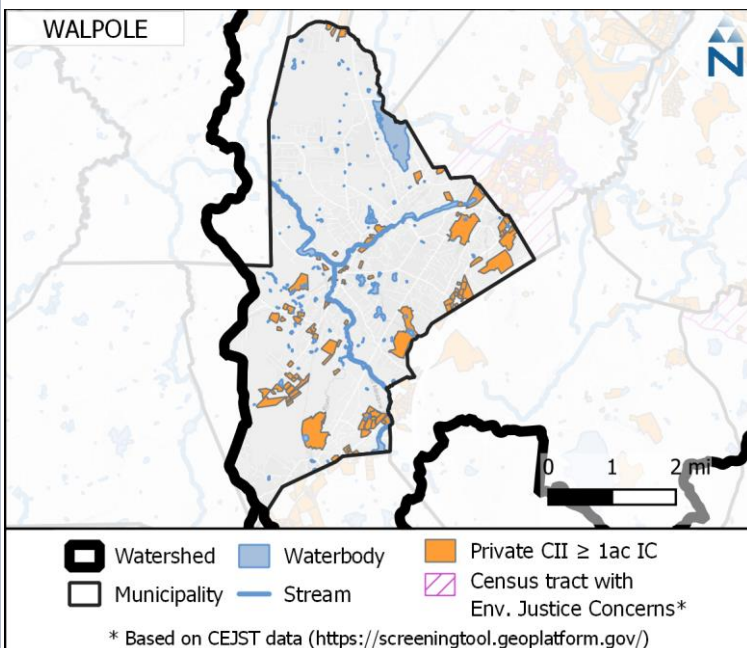 WALPOLE
N
0 1 2 mi
Watershed Waterbody Private CII ≥ 1ac IC
Municipality Stream Census tract with
Env. Justice Concerns*
* Based on CEJST data (https://screeningtool.geoplatform.gov/)